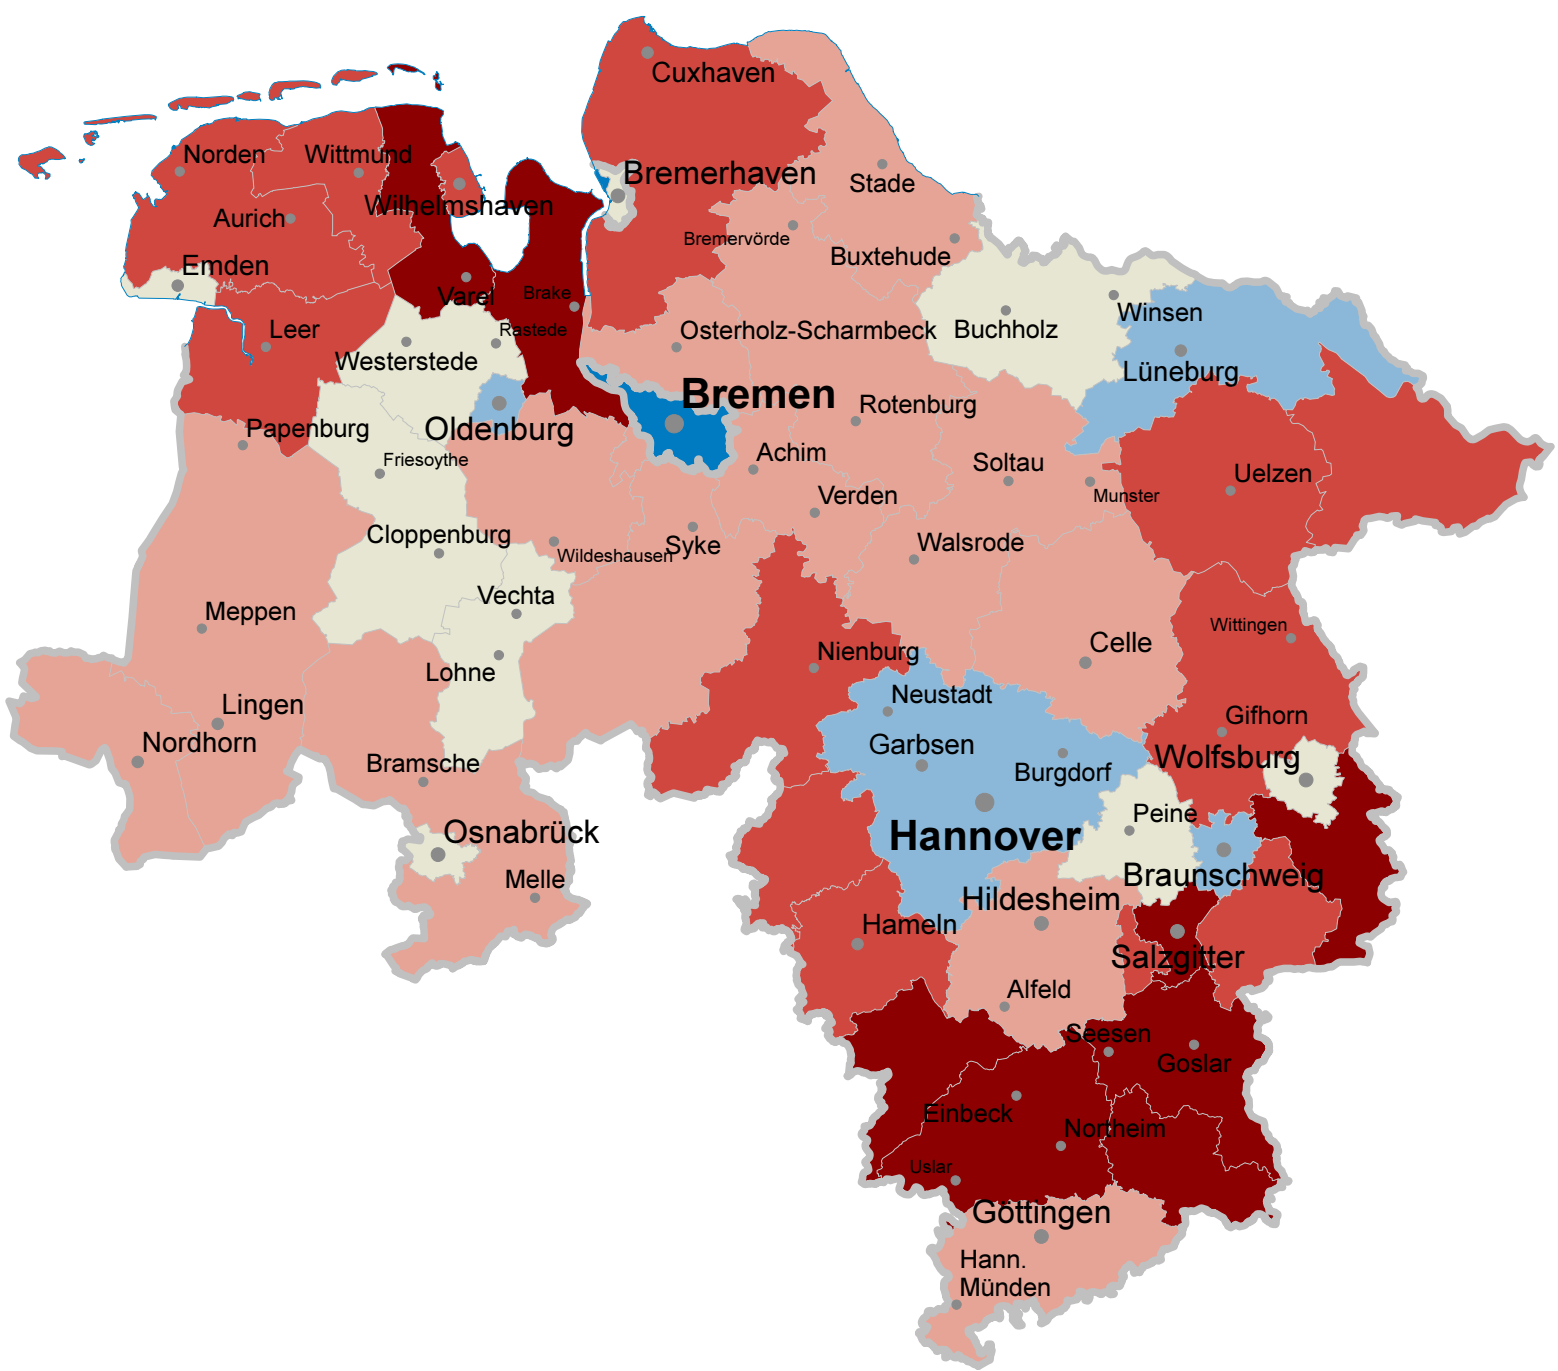 Cuxhaven
Norden
Wittmund
Bremerhaven
Stade
Wilhelmshaven
Aurich
Bremervörde
Buxtehude
Emden
Varel
Brake
Winsen
Leer
Rastede
Osterholz-Scharmbeck
Buchholz
Westerstede
Lüneburg
Bremen
Rotenburg
Papenburg
Oldenburg
Friesoythe
Achim
Soltau
Uelzen
Verden
Munster
Cloppenburg
Wildeshausen
Syke
Walsrode
Vechta
Meppen
Wittingen
Celle
Nienburg
Lohne
Neustadt
Lingen
Gifhorn
Nordhorn
Garbsen
Wolfsburg
Bramsche
Burgdorf
Peine
Osnabrück
Hannover
Melle
Braunschweig
Hildesheim
Hameln
Salzgitter
Alfeld
Seesen
Goslar
Einbeck
Northeim
Uslar
Göttingen
Hann.
Münden